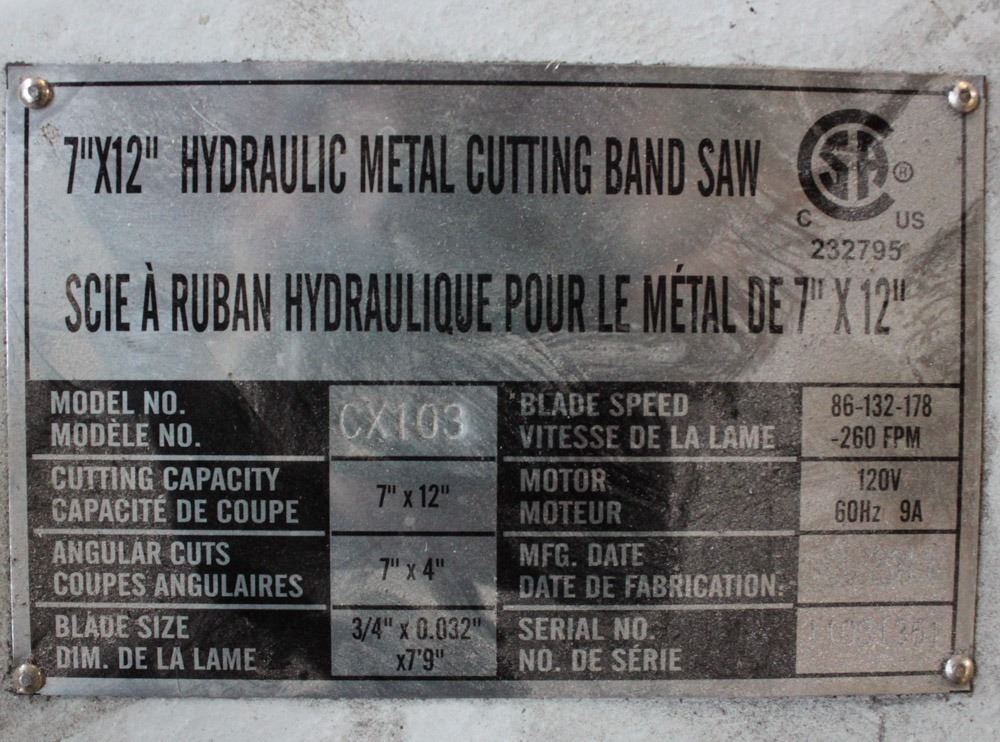 7"X12" HYDRAULIC METAL CUTTING BAND SAW
CSA ®
C US
232795
SCIE À RUBAN HYDRAULIQUE POUR LE MÉTAL DE 7" X 12"
MODEL NO.
MODÈLE NO.
CX103
BLADE SPEED
VITESSE DE LA LAME
86-132-178
-260 FPM
CUTTING CAPACITY
CAPACITÉ DE COUPE
7" x 12"
MOTOR
MOTEUR
120V
60Hz 9A
ANGULAR CUTS
COUPES ANGULAIRES
7" x 4"
MFG. DATE
DATE DE FABRICATION:
BLADE SIZE
DIM. DE LA LAME
3/4" x 0.032"
x7'9"
SERIAL NO.
NO. DE SÉRIE